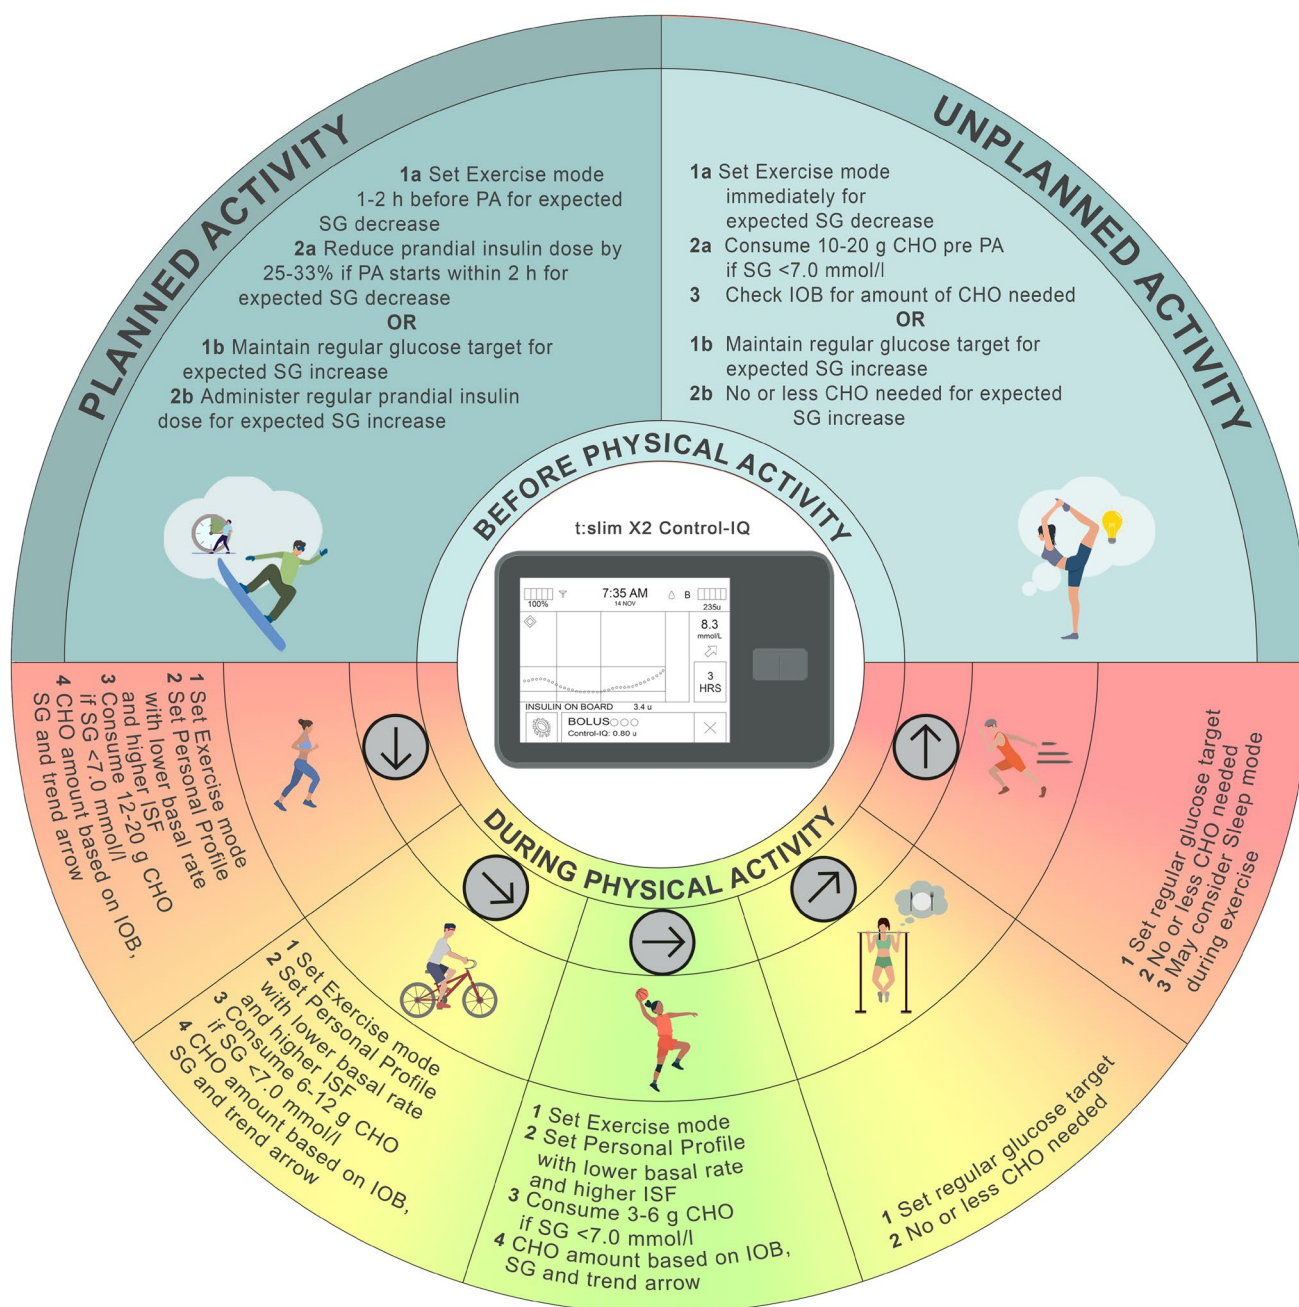 PLANNED ACTIVITY
1a Set Exercise mode
1-2 h before PA for expected
SG decrease
2a Reduce prandial insulin dose by
25-33% if PA starts within 2 h for
expected SG decrease
OR
1b Maintain regular glucose target for
expected SG increase
2b Administer regular prandial insulin
dose for expected SG increase
UNPLANNED ACTIVITY
1a Set Exercise mode
immediately for
expected SG decrease
2a Consume 10-20 g CHO pre PA
if SG <7.0 mmol/l
3 Check IOB for amount of CHO needed
OR
1b Maintain regular glucose target for
expected SG increase
2b No or less CHO needed for expected
SG increase
BEFORE PHYSICAL ACTIVITY
t:slim X2 Control-IQ
100%
7:35 AM
14 NOV
B
235u
8.3
mmol/L
3
HRS
INSULIN ON BOARD 3.4 u
BOLUS
Control-IQ: 0.80 u
DURING PHYSICAL ACTIVITY
1 Set Exercise mode
2 Set Personal Profile
with lower basal rate
and higher ISF
3 Consume 12-20 g CHO
if SG <7.0 mmol/l
4 CHO amount based on IOB,
SG and trend arrow
1 Set Exercise mode
2 Set Personal Profile
with lower basal rate
and higher ISF
3 Consume 6-12 g CHO
if SG <7.0 mmol/l
4 CHO amount based on IOB,
SG and trend arrow
1 Set Exercise mode
2 Set Personal Profile
with lower basal rate
and higher ISF
3 Consume 3-6 g CHO
if SG <7.0 mmol/l
4 CHO amount based on IOB,
SG and trend arrow
1 Set regular glucose target
2 No or less CHO needed
1 Set regular glucose target
2 No or less CHO needed
3 May consider Sleep mode
during exercise